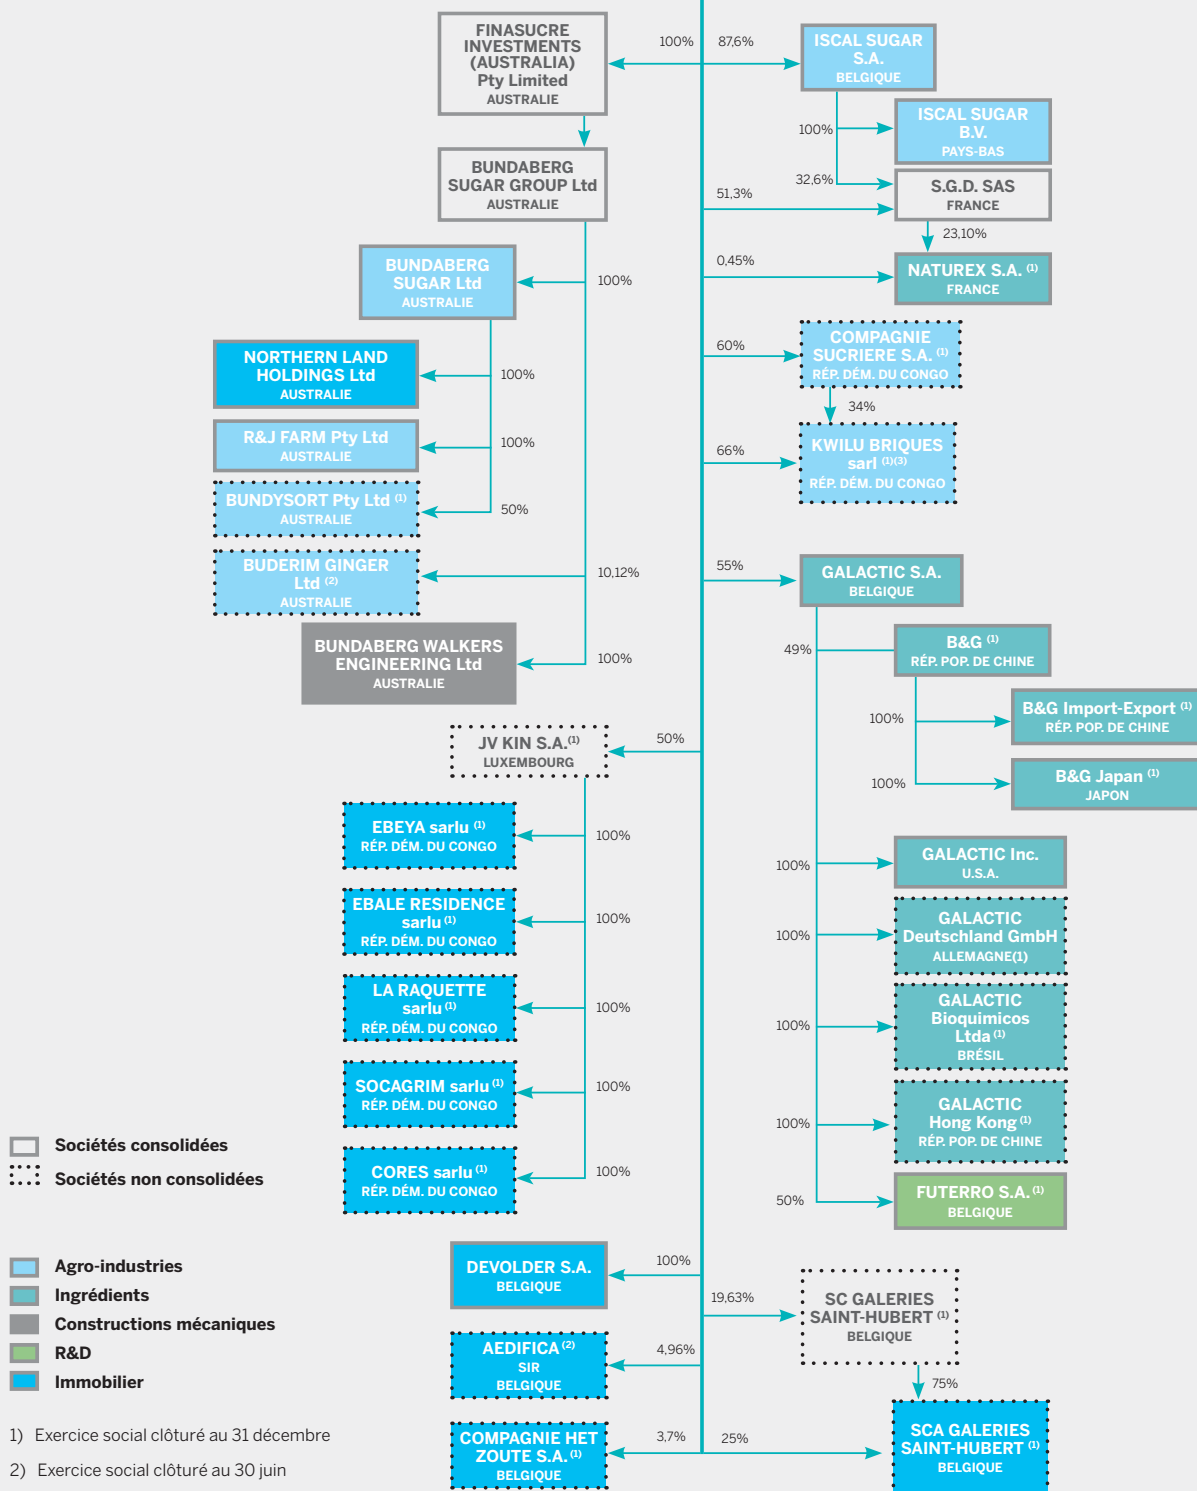 FINASUCRE
INVESTMENTS
(AUSTRALIA)
Pty Limited
AUSTRALIE
100%
87,6%
ISCAL SUGAR
S.A.
BELGIQUE
100%
ISCAL SUGAR
B.V.
PAYS-BAS
BUNDABERG
SUGAR GROUP Ltd
AUSTRALIE
32,6%
51,3%
S.G.D. SAS
FRANCE
23,10%
BUNDABERG
SUGAR Ltd
AUSTRALIE
100%
0,45%
NATUREX S.A. (1)
FRANCE
NORTHERN LAND
HOLDINGS Ltd
AUSTRALIE
100%
60%
COMPAGNIE
SUCRIERE S.A. (1)
RÉP. DÉM. DU CONGO
34%
R&J FARM Pty Ltd
AUSTRALIE
100%
66%
KWILU BRIQUES
sarl (1)(3)
RÉP. DÉM. DU CONGO
BUNDYSORT Pty Ltd (1)
AUSTRALIE
50%
BUDERIM GINGER
Ltd (2)
AUSTRALIE
10,12%
55%
GALACTIC S.A.
BELGIQUE
BUNDABERG WALKERS
ENGINEERING Ltd
AUSTRALIE
100%
49%
B&G (1)
RÉP. POP. DE CHINE
100%
B&G Import-Export (1)
RÉP. POP. DE CHINE
JV KIN S.A.(1)
LUXEMBOURG
50%
100%
B&G Japan (1)
JAPON
EBEYA sarlu (1)
RÉP. DÉM. DU CONGO
100%
100%
GALACTIC Inc.
U.S.A.
EBALE RESIDENCE
sarlu (1)
RÉP. DÉM. DU CONGO
100%
100%
GALACTIC
Deutschland GmbH
ALLEMAGNE(1)
LA RAQUETTE
sarlu (1)
RÉP. DÉM. DU CONGO
100%
100%
GALACTIC
Bioquimicos
Ltda (1)
BRÉSIL
SOCAGRIM sarlu (1)
RÉP. DÉM. DU CONGO
100%
100%
GALACTIC
Hong Kong (1)
RÉP. POP. DE CHINE
CORES sarlu (1)
RÉP. DÉM. DU CONGO
100%
50%
FUTERRO S.A. (1)
BELGIQUE
Sociétés consolidées
Sociétés non consolidées
Agro-industries
Ingrédients
Constructions mécaniques
R&D
Immobilier
DEVOLDER S.A.
BELGIQUE
100%
19,63%
SC GALERIES
SAINT-HUBERT (1)
BELGIQUE
AEDIFICA (2)
SIR
BELGIQUE
4,96%
75%
COMPAGNIE HET
ZOUTE S.A. (1)
BELGIQUE
3,7%
25%
SCA GALERIES
SAINT-HUBERT (1)
BELGIQUE
1) Exercice social clôturé au 31 décembre
2) Exercice social clôturé au 30 juin